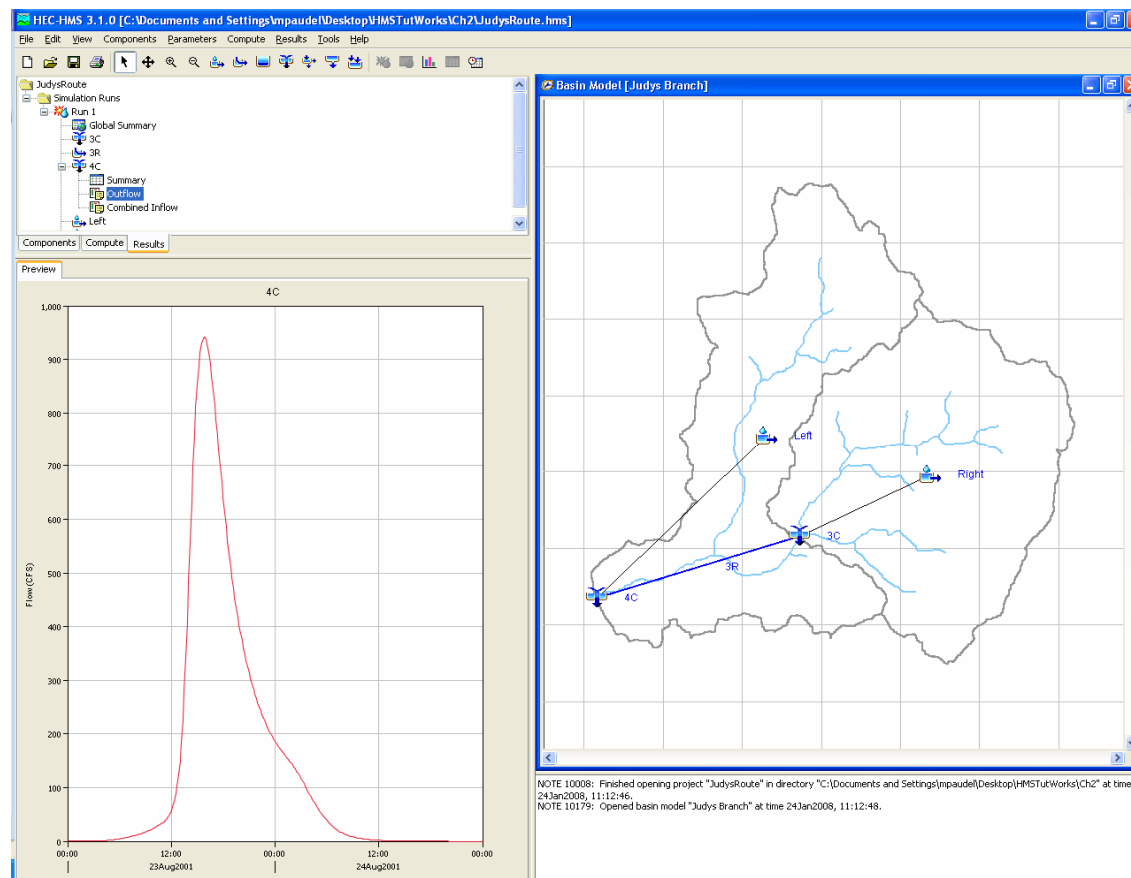 HEC-HMS 3.1.0 [C:\Documents and Settings\mpaudel\Desktop\HMSTutWorks\Ch2\JudysRoute.hms]
File Edit View Components Parameters Compute Results Tools Help
JudysRoute
Simulation Runs
Run 1
Global Summary
3C
3R
4C
Summary
Outflow
Combined Inflow
Left
Components Compute Results
Preview
4C
1,000
900
800
700
600
500
400
300
200
100
0
Flow(CFS)
00:00 12:00 00:00 12:00 00:00
23Aug2001 24Aug2001
Basin Model [Judys Branch]
Left
Right
3C
3R
4C
NOTE 10008: Finished opening project "JudysRoute" in directory "C:\Documents and Settings\mpaudel\Desktop\HMSTutWorks\Ch2" at time
24Jan2008, 11:12:46.
NOTE 10179: Opened basin model "Judys Branch" at time 24Jan2008, 11:12:48.